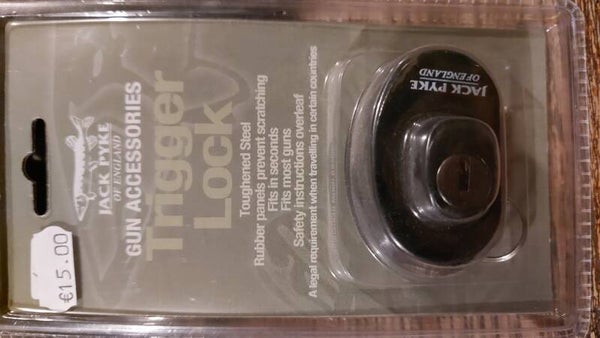 JACK PYKE
OF ENGLAND
GUN ACCESSORIES
Trigger
Lock
Toughened Steel
Rubber panels prevent scratching
Fits in seconds
Fits most guns
Safety instructions overleaf
A legal requirement when travelling in certain countries
JACK PYKE
OF ENGLAND
€15.00